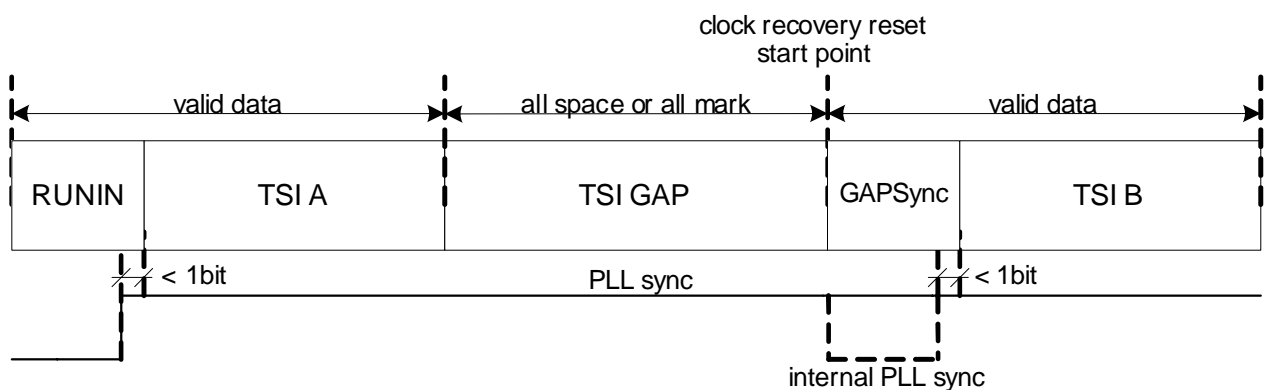 clock recovery reset
start point
valid data
all space or all mark
valid data
RUNIN
TSI A
TSI GAP
GAPSync
TSI B
< 1bit
PLL sync
< 1bit
internal PLL sync